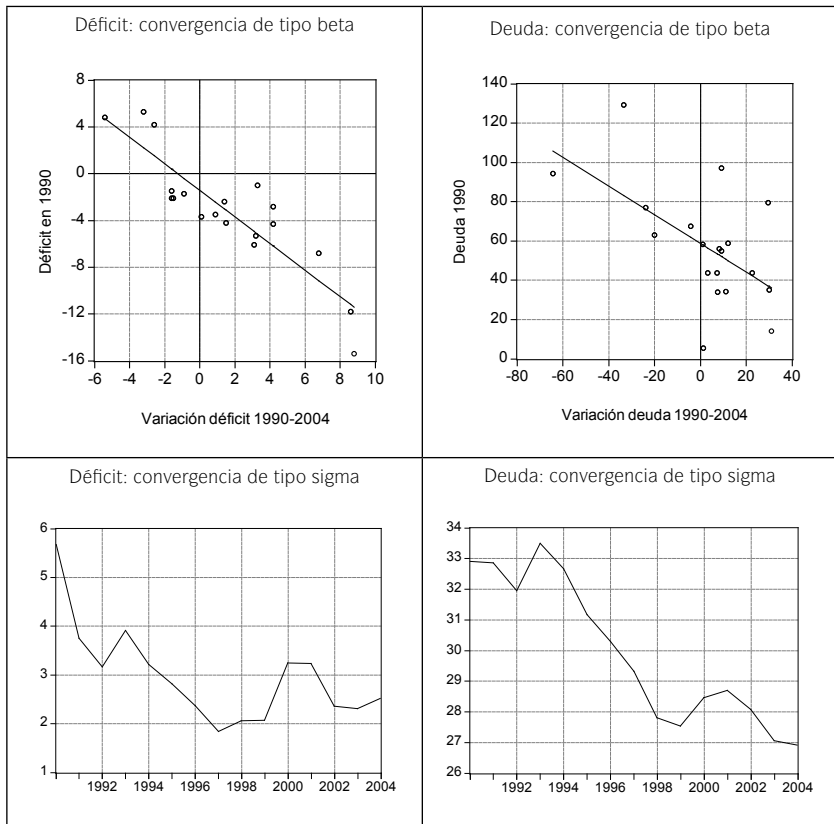 Déficit: convergencia de tipo beta
8
4
0
-4
-8
-12
-16
-6 -4 -2 0 2 4 6 8 10
Déficit en 1990
Variación déficit 1990-2004
Deuda: convergencia de tipo beta
140
120
100
80
60
40
20
0
-80 -60 -40 -20 0 20 40
Deuda 1990
Variación deuda 1990-2004
Déficit: convergencia de tipo sigma
6
5
4
3
2
1
1992 1994 1996 1998 2000 2002 2004
Deuda: convergencia de tipo sigma
34
33
32
31
30
29
28
27
26
1992 1994 1996 1998 2000 2002 2004